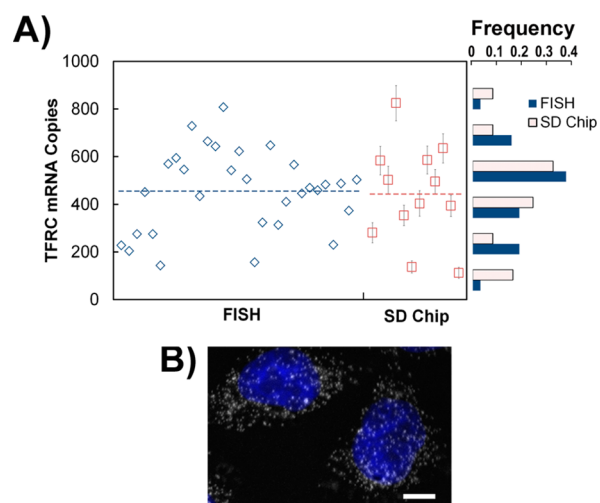 A)
Frequency
0 0.1 0.2 0.3 0.4
FISH
SD Chip
TFRC mRNA Copies
1000
800
600
400
200
0
FISH
SD Chip
B)